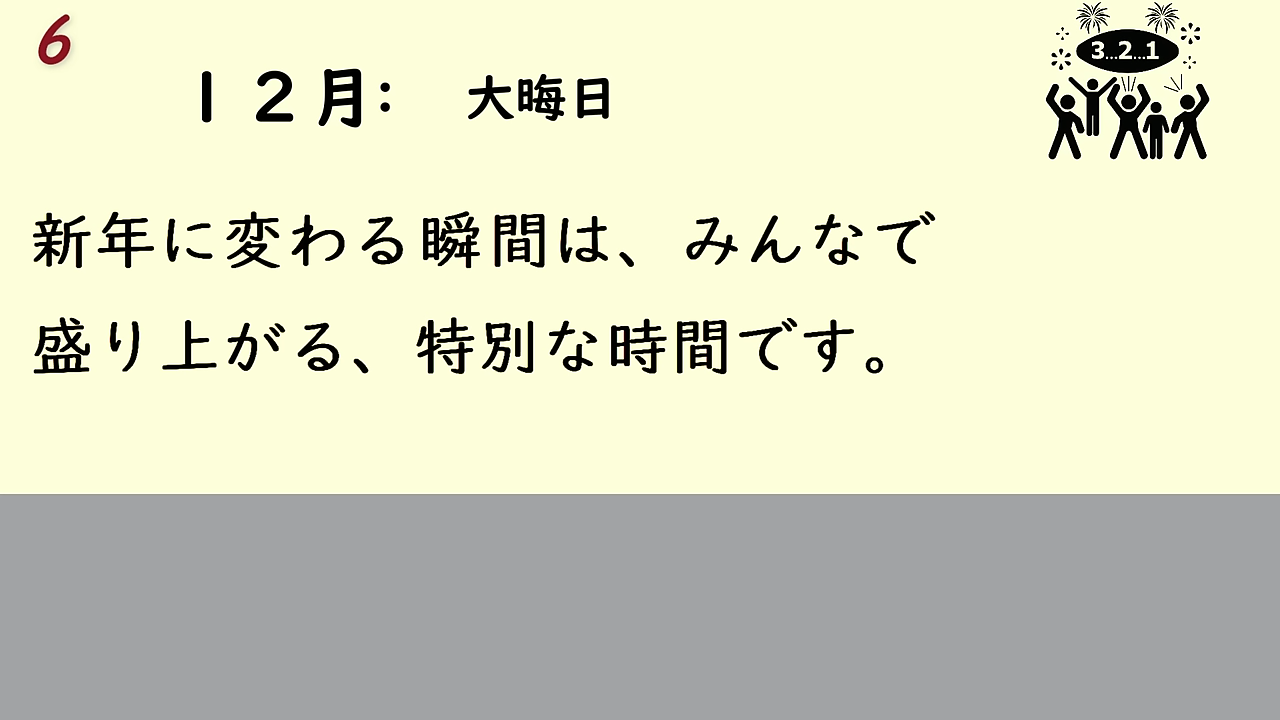 6
１２月:　大晦日
3...2...1
新年に変わる瞬間は、みんなで
盛り上がる、特別な時間です。